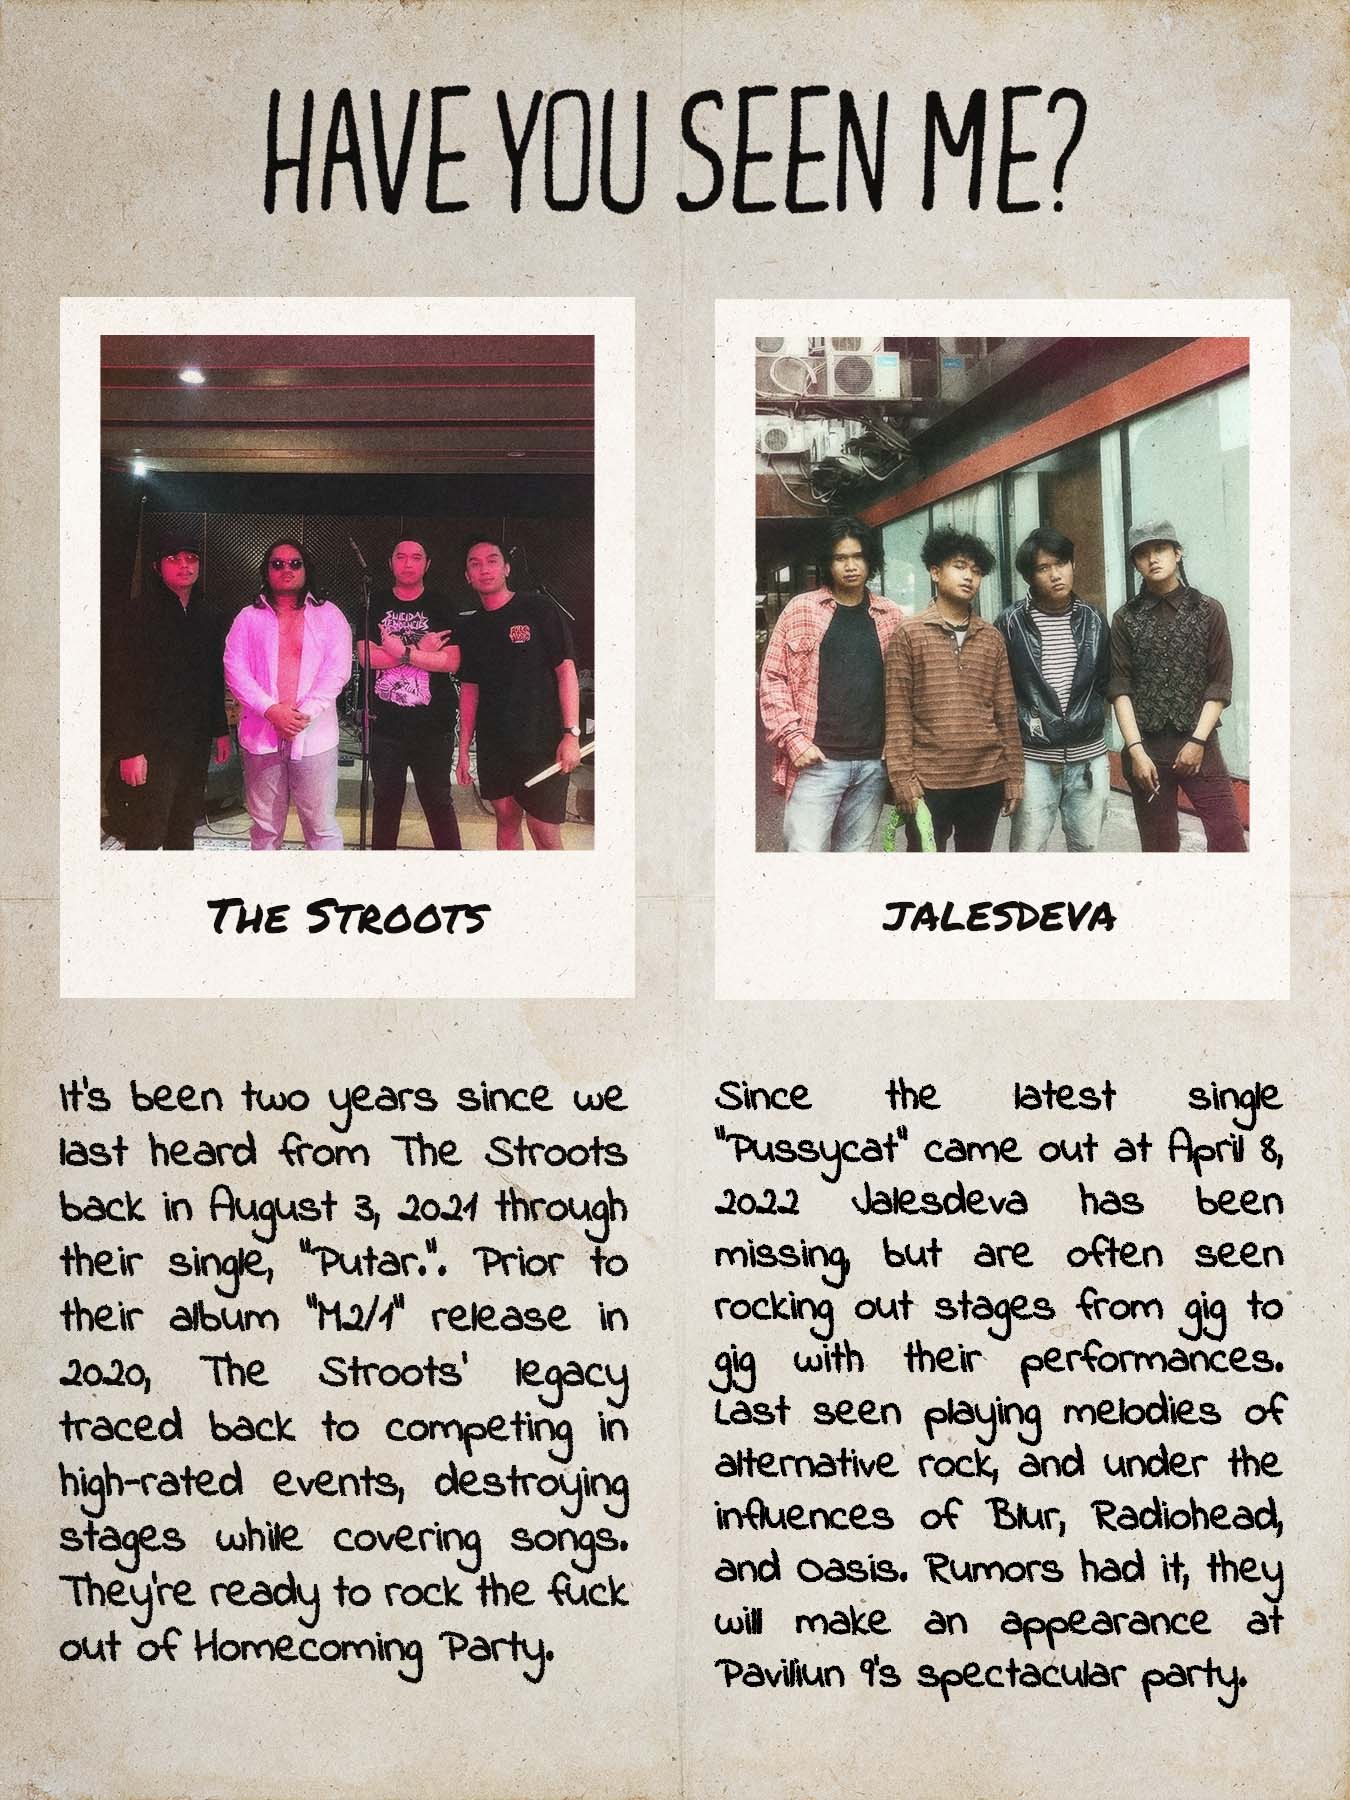 HAVE YOU SEEN ME?
SUICIDAL
TENDENCIES
THE STROOTS
JALESDEVA
It's been two years since we
last heard from The Stroots
back in August 3, 2021 through
their single, "Putar.". Prior to
their album "M2/1" release in
2020, The Stroots' legacy
traced back to competing in
high-rated events, destroying
stages while covering songs.
They're ready to rock the fuck
out of Homecoming Party.
Since the latest single
"Pussycat" came out at April 8,
2022 Jalesdeva has been
missing, but are often seen
rocking out stages from gig to
gig with their performances.
Last seen playing melodies of
alternative rock, and under the
influences of Blur, Radiohead,
and Oasis. Rumors had it, they
will make an appearance at
Paviliun 9's spectacular party.